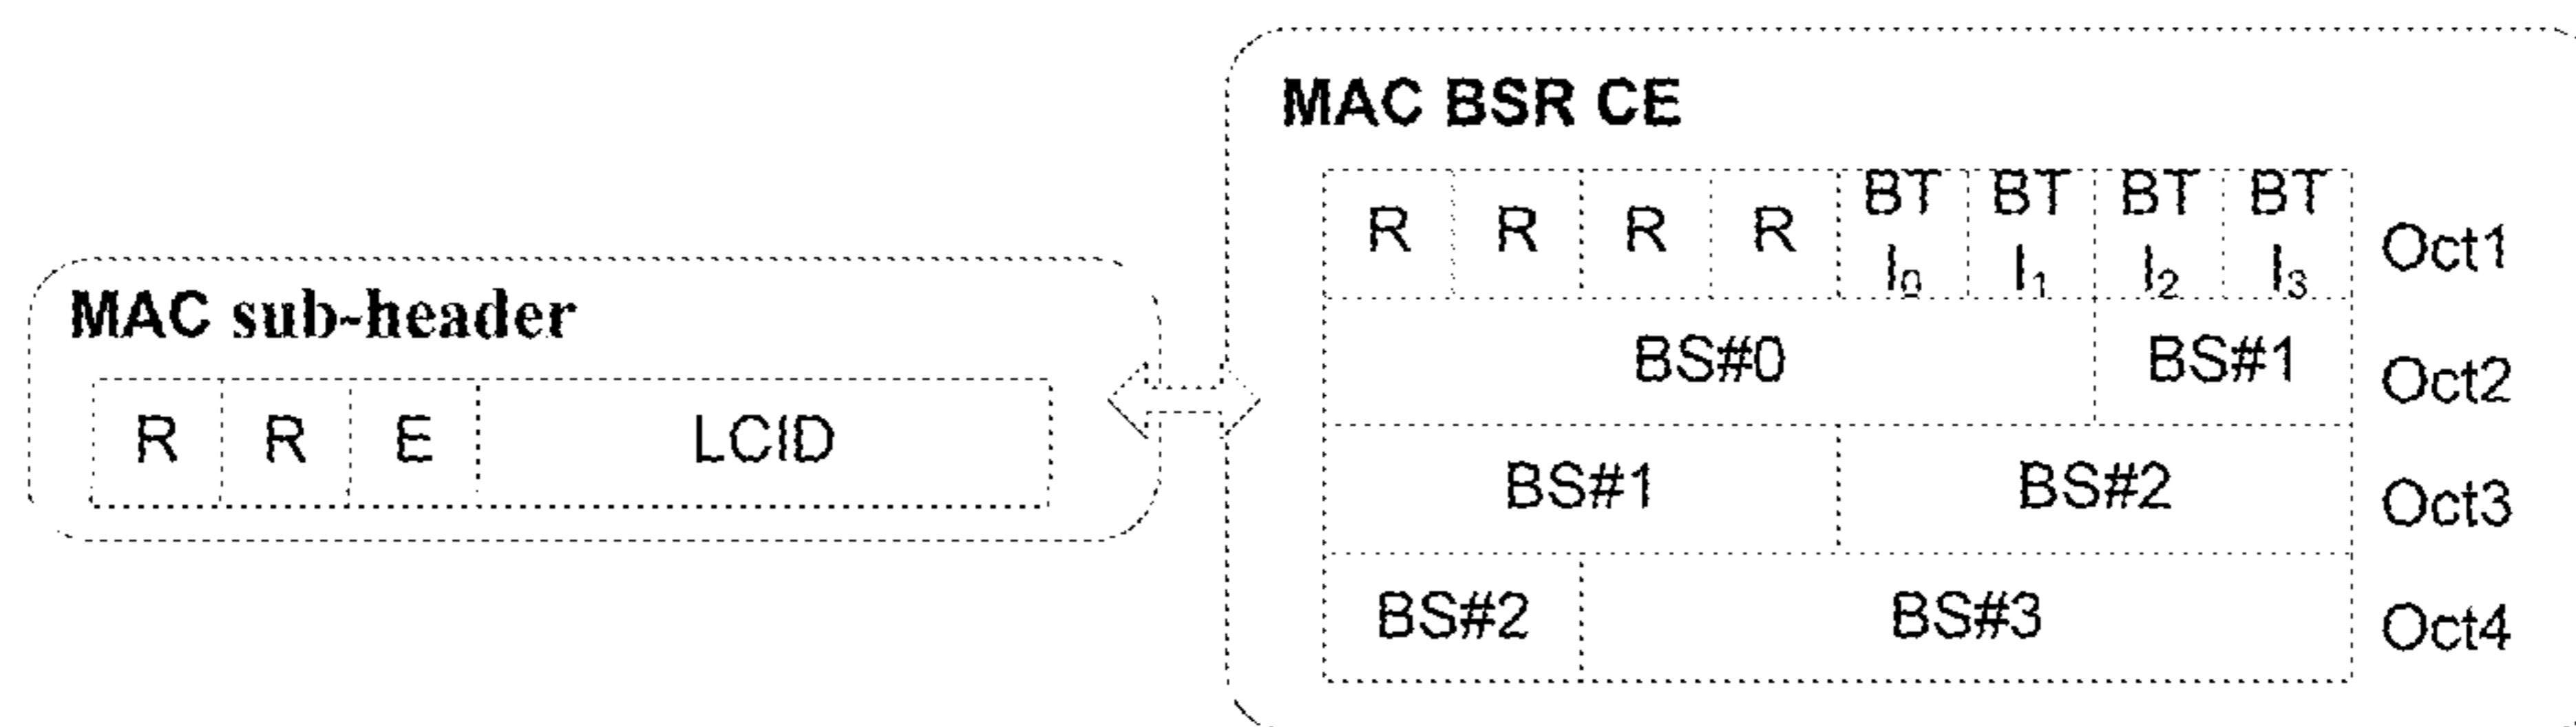 MAC BSR CE
R R R R BT I₀ BT I₁ BT I₂ BT I₃ Oct1
BS#0 BS#1 Oct2
BS#1 BS#2 Oct3
BS#2 BS#3 Oct4
MAC sub-header
R R E LCID